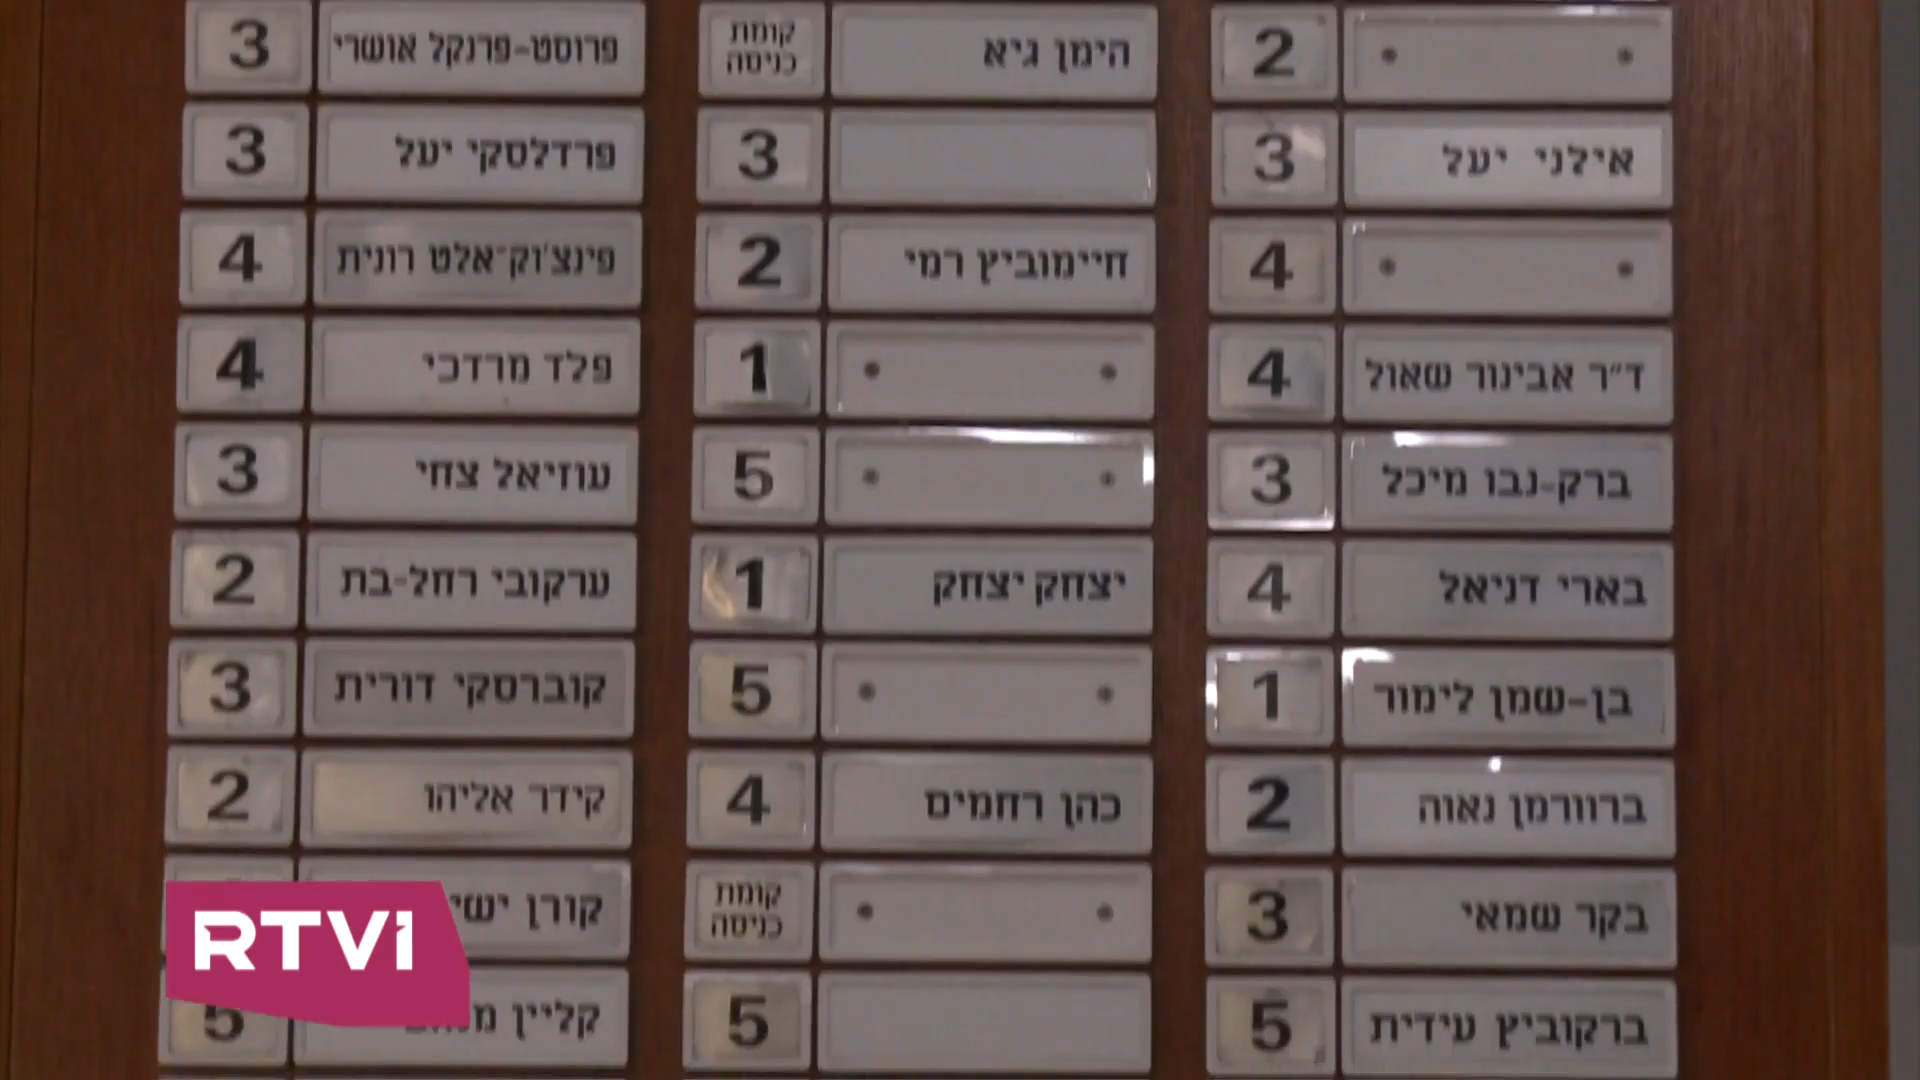 2
3 אילני יעל
4
4 ד״ר אבינור שאול
3 ברק-נבו מיכל
4 בארי דניאל
1 בן-שמן לימור
2 ברוורמן נאוה
3 בקר שמאי
5 ברקוביץ עידית
קומת
כניסה
הימן גיא
3
2 חיימוביץ רמי
1
5
1 יצחק יצחק
5
4 כהן רחמים
קומת
כניסה
5
3 פרוסט-פרנקל אושרי
3 פרדלסקי יעל
4 פינצ'וק-אלט רונית
4 פלד מרדכי
3 עוזיאל צחי
2 ערקובי רחל-בת
3 קוברסקי דורית
2 קידר אליהו
קורן
5 קליין
RTVi